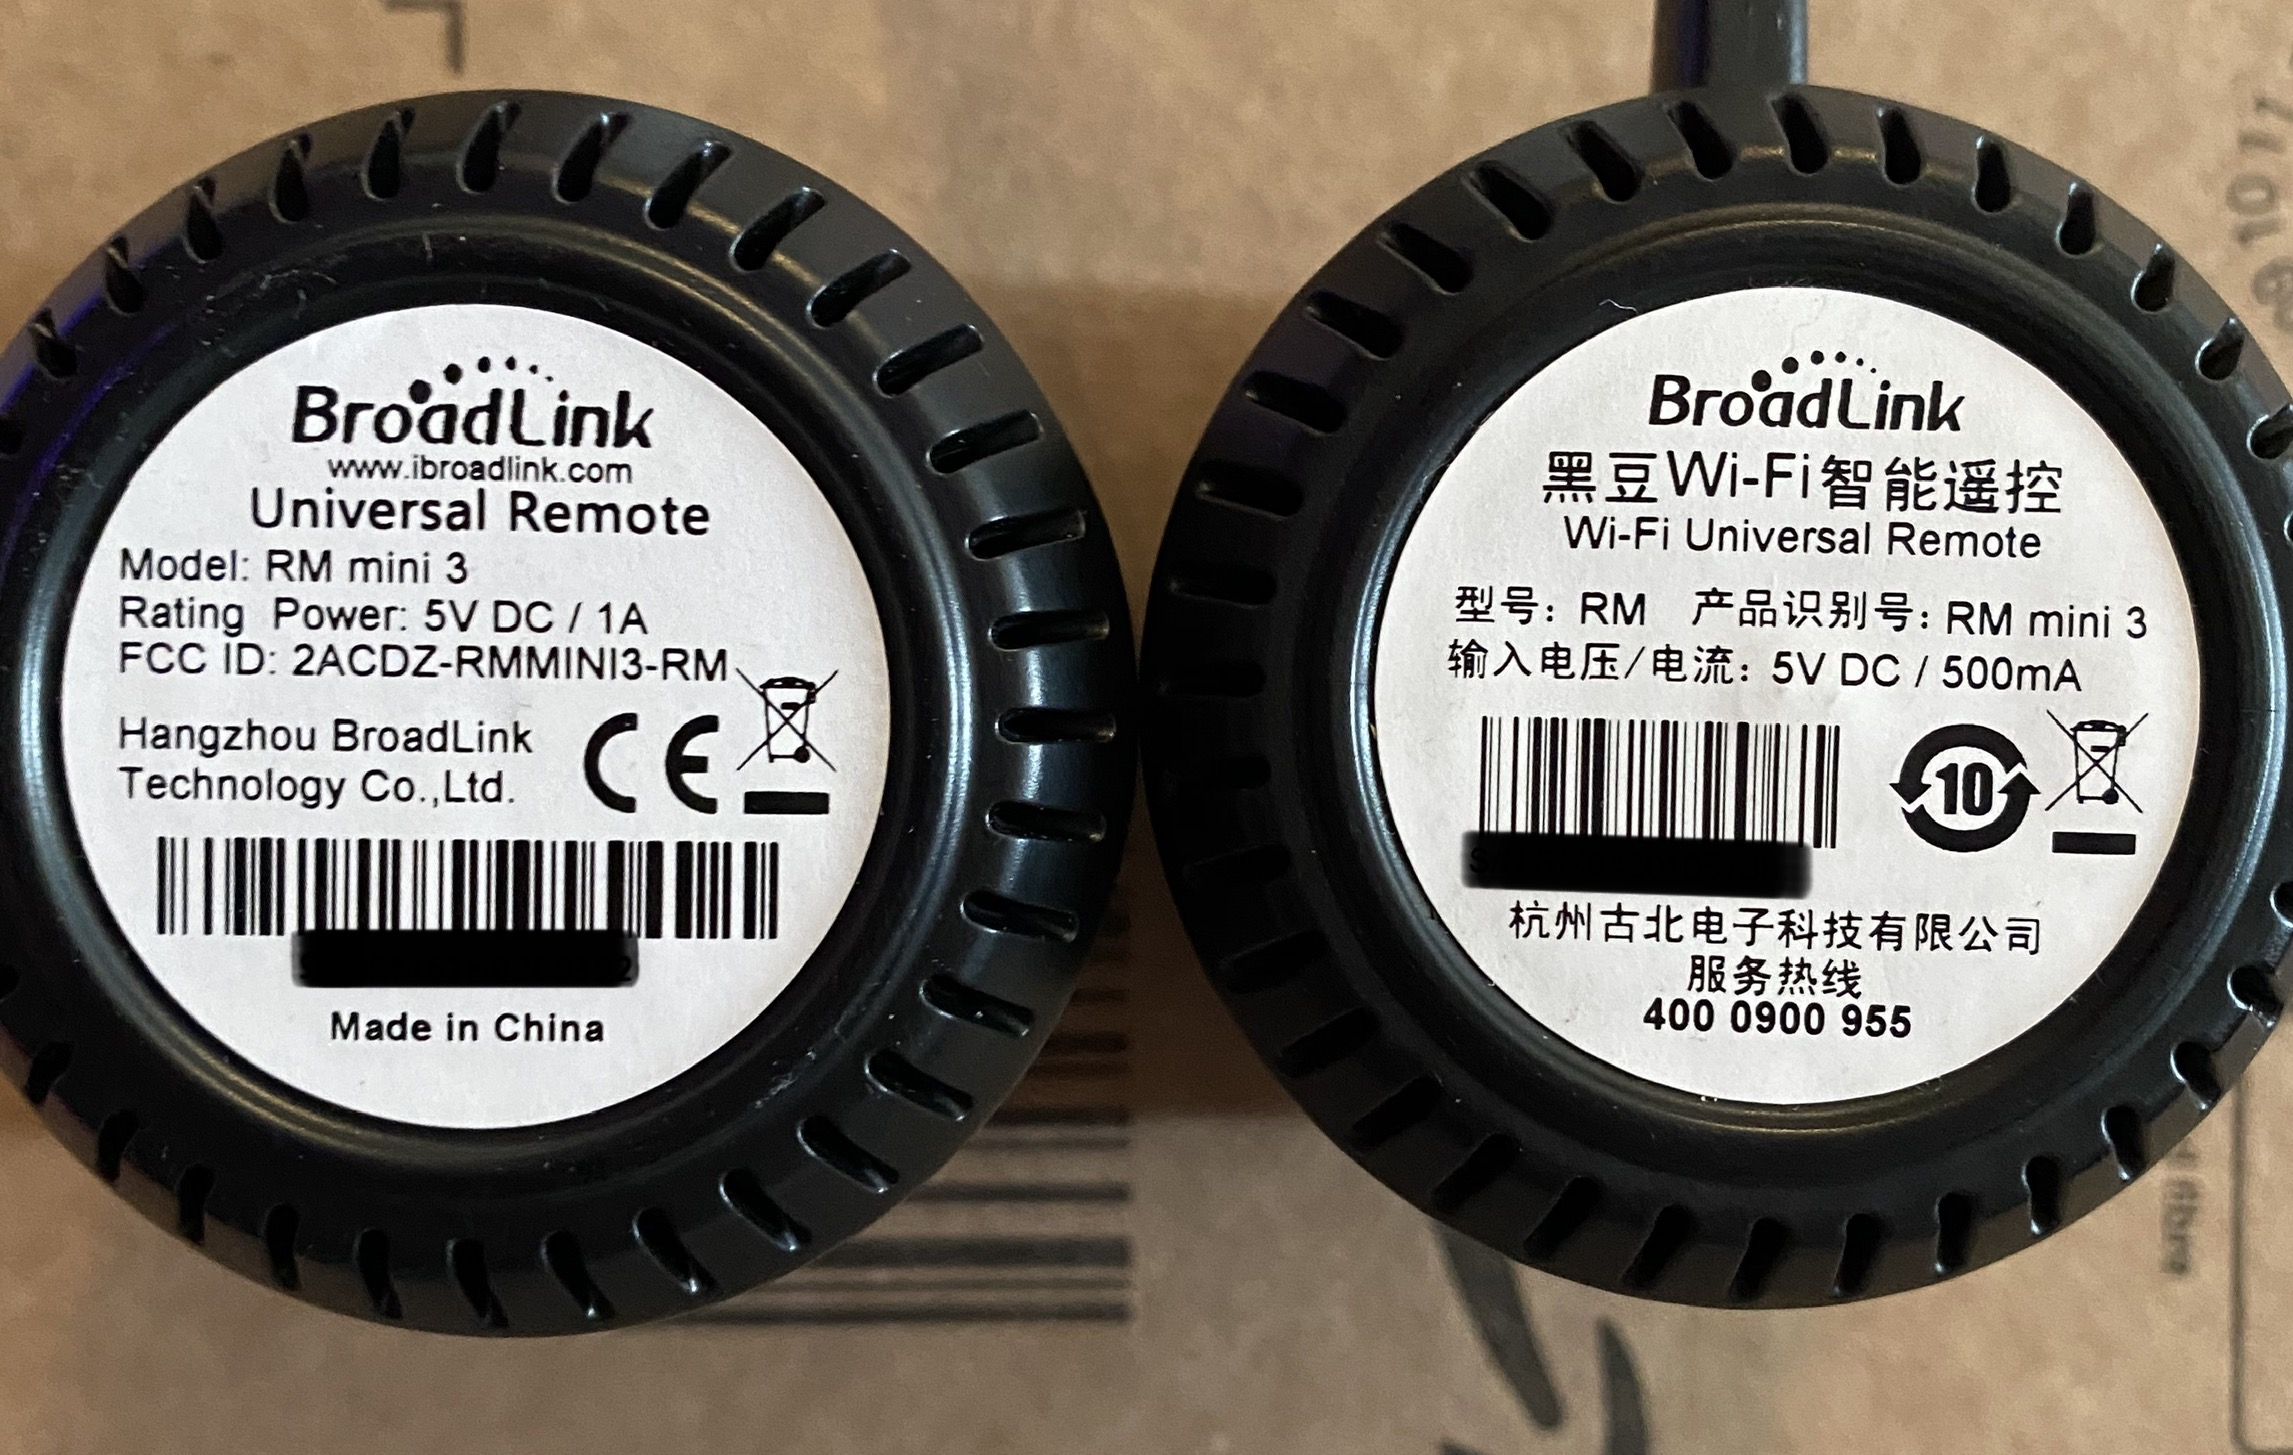 BroadLink
www.ibroadlink.com
Universal Remote
Model: RM mini 3
Rating Power: 5V DC / 1A
FCC ID: 2ACDZ-RMMINI3-RM
Hangzhou BroadLink
Technology Co.,Ltd.
CE
Made in China
BroadLink
黑豆Wi-Fi智能遥控
Wi-Fi Universal Remote
型号: RM 产品识别号: RM mini 3
输入电压/电流: 5V DC / 500mA
10
杭州古北电子科技有限公司
服务热线
400 0900 955